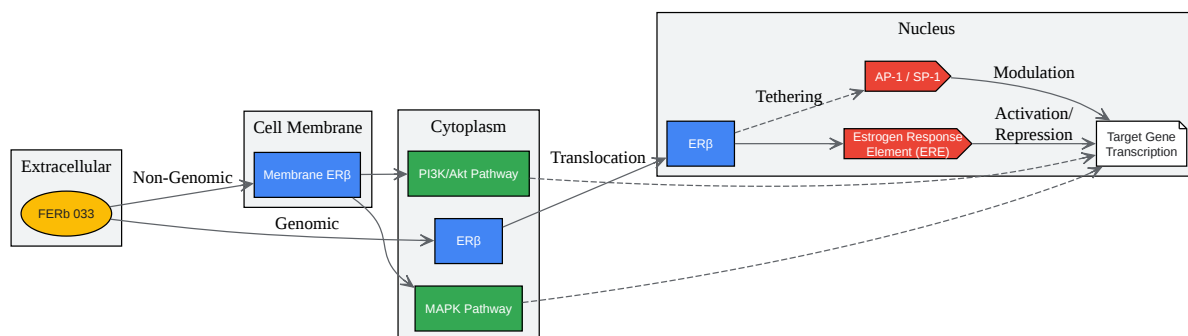 Extracellular
FERb 033
Non-Genomic
Genomic
Cell Membrane
Membrane ERβ
Cytoplasm
PI3K/Akt Pathway
ERβ
MAPK Pathway
Translocation
Nucleus
ERβ
Tethering
AP-1 / SP-1
Modulation
Estrogen Response
Element (ERE)
Activation/
Repression
Target Gene
Transcription